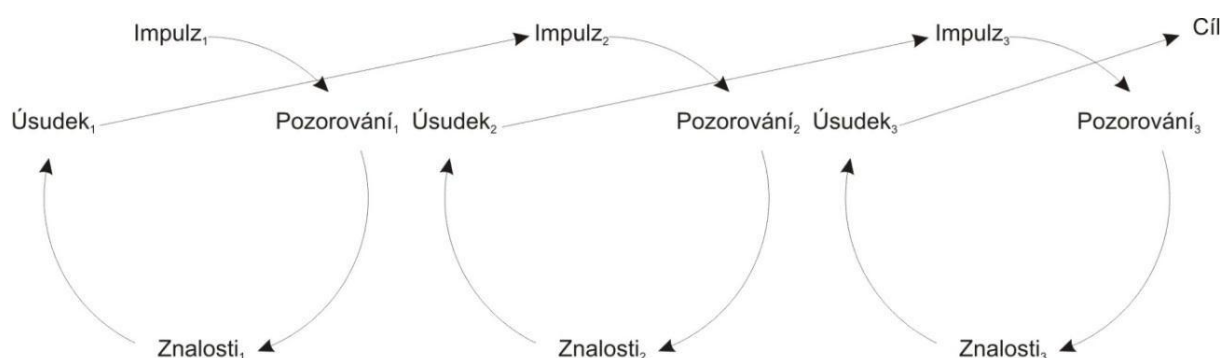 Impulz₁ Impulz₂ Impulz₃ Cíl
Úsudek₁ Pozorování₁ Úsudek₂ Pozorování₂ Úsudek₃ Pozorování₃
Znalosti₁ Znalosti₂ Znalosti₃